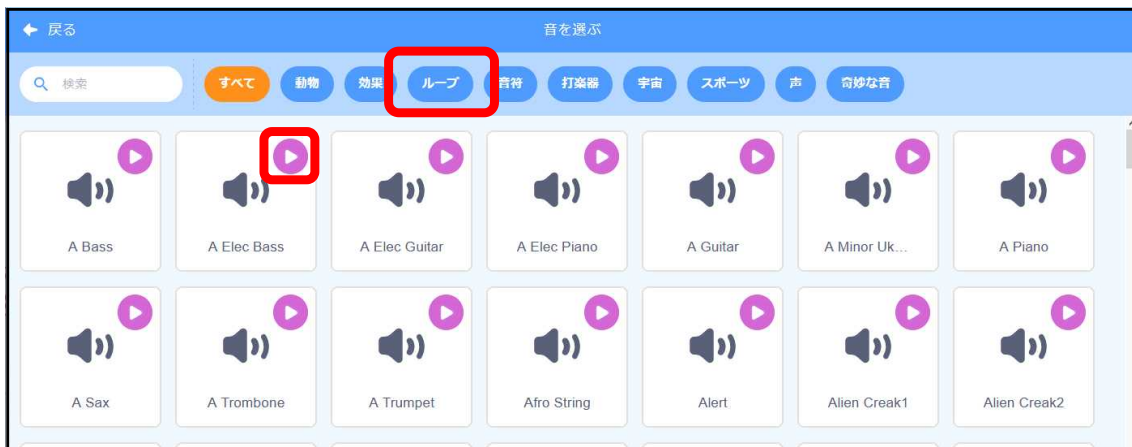 戻る
音を選ぶ
検索 すべて 動物 効果 ループ 音符 打楽器 宇宙 スポーツ 声 奇妙な音
A Bass A Elec Bass A Elec Guitar A Elec Piano A Guitar A Minor Uk... A Piano
A Sax A Trombone A Trumpet Afro String Alert Alien Creak1 Alien Creak2